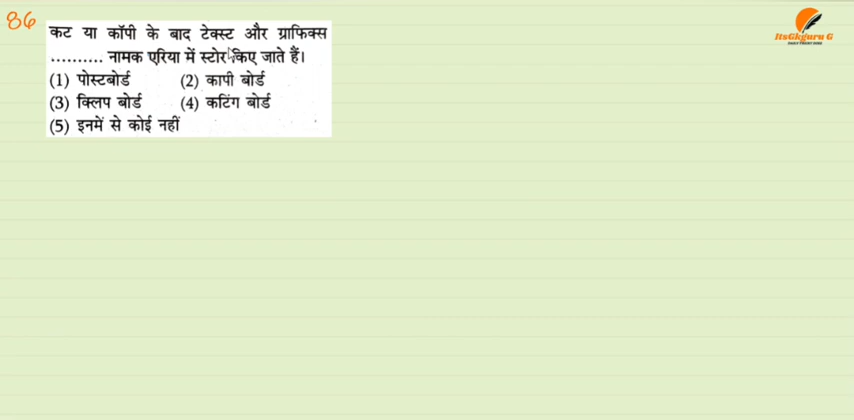 86
कट या कॉपी के बाद टेक्स्ट और ग्राफिक्स
.......... नामक एरिया में स्टोर किए जाते हैं।
(1) पोस्टबोर्ड (2) कापी बोर्ड
(3) क्लिप बोर्ड (4) कटिंग बोर्ड
(5) इनमें से कोई नहीं
ItsGkguru G